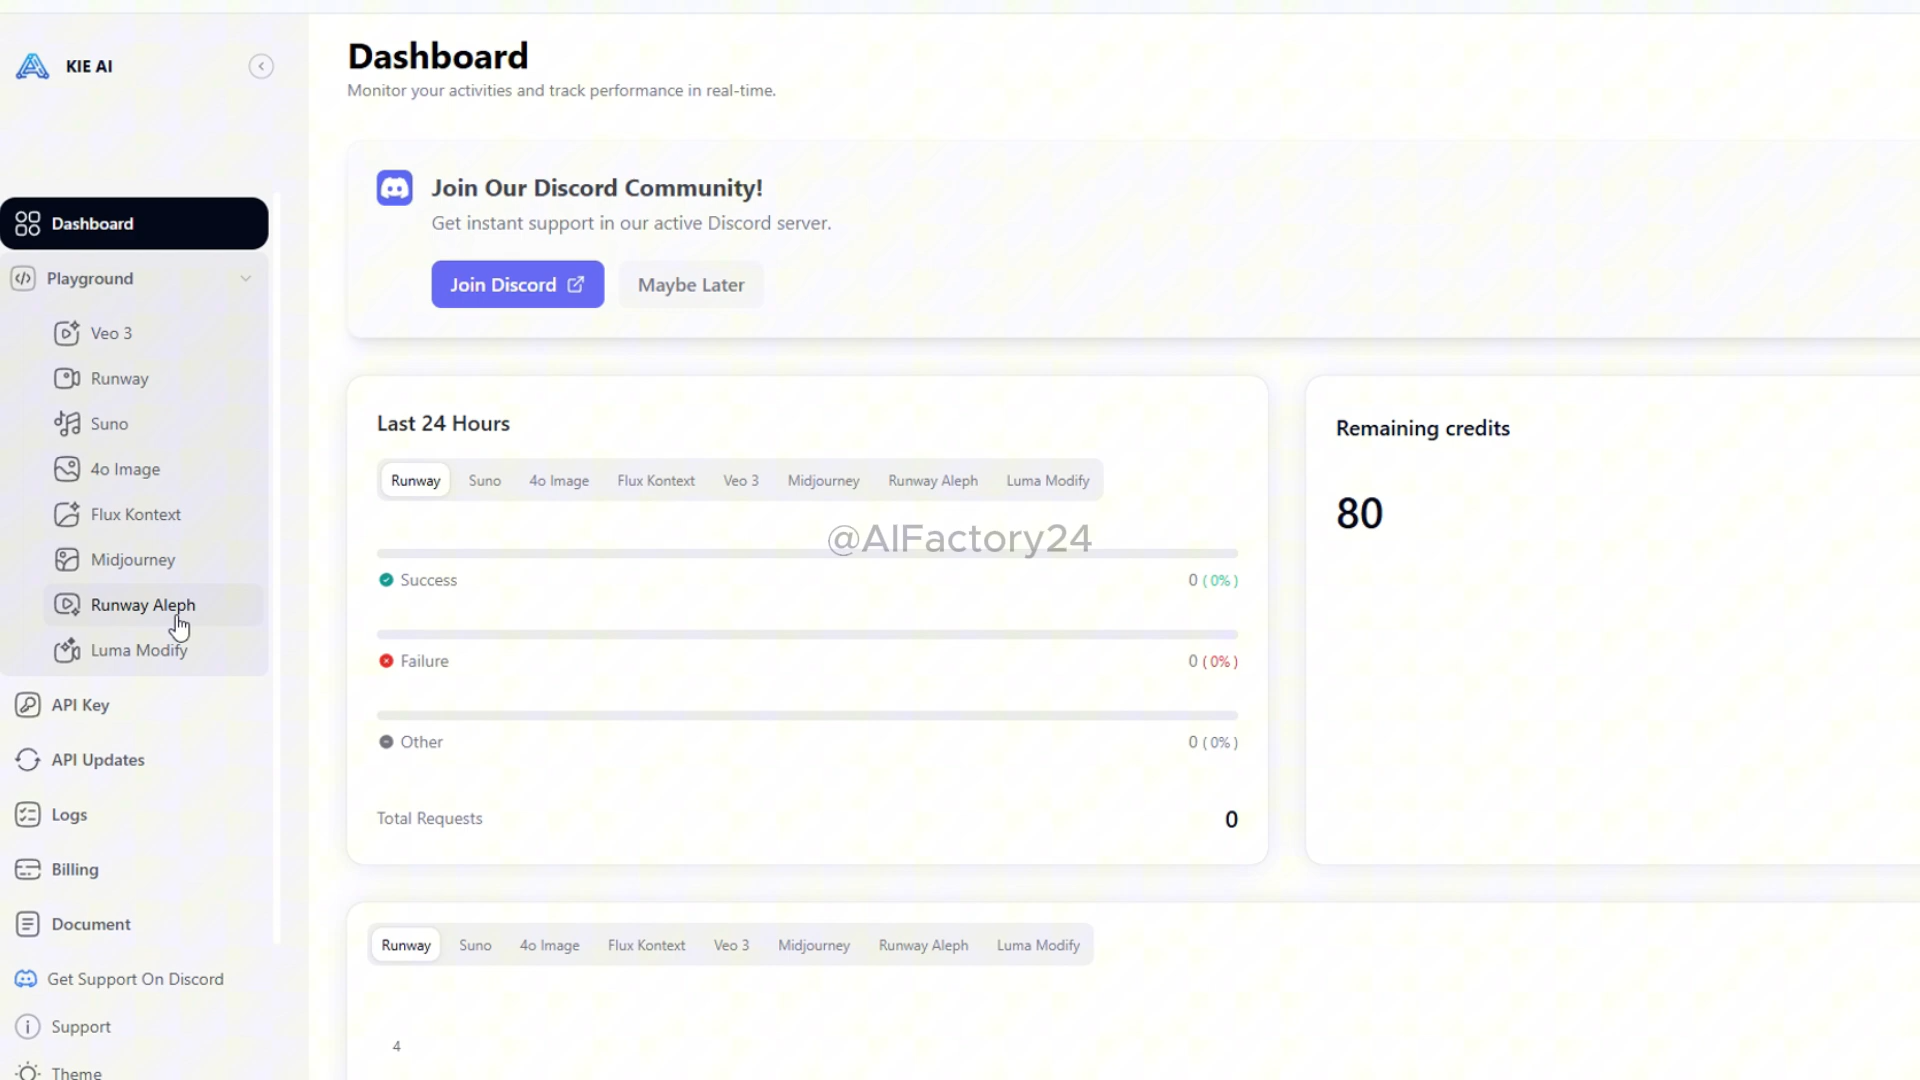 KIE AI
Dashboard
Playground
Veo 3
Runway
Suno
4o Image
Flux Kontext
Midjourney
Runway Aleph
Luma Modify
API Key
API Updates
Logs
Billing
Document
Get Support On Discord
Support
Theme
Dashboard
Monitor your activities and track performance in real-time.
Join Our Discord Community!
Get instant support in our active Discord server.
Join Discord Maybe Later
Last 24 Hours
Runway Suno 4o Image Flux Kontext Veo 3 Midjourney Runway Aleph Luma Modify
@AIFactory24
Success 0 ( 0% )
Failure 0 ( 0% )
Other 0 ( 0% )
Total Requests 0
Remaining credits
80
Runway Suno 4o Image Flux Kontext Veo 3 Midjourney Runway Aleph Luma Modify
4